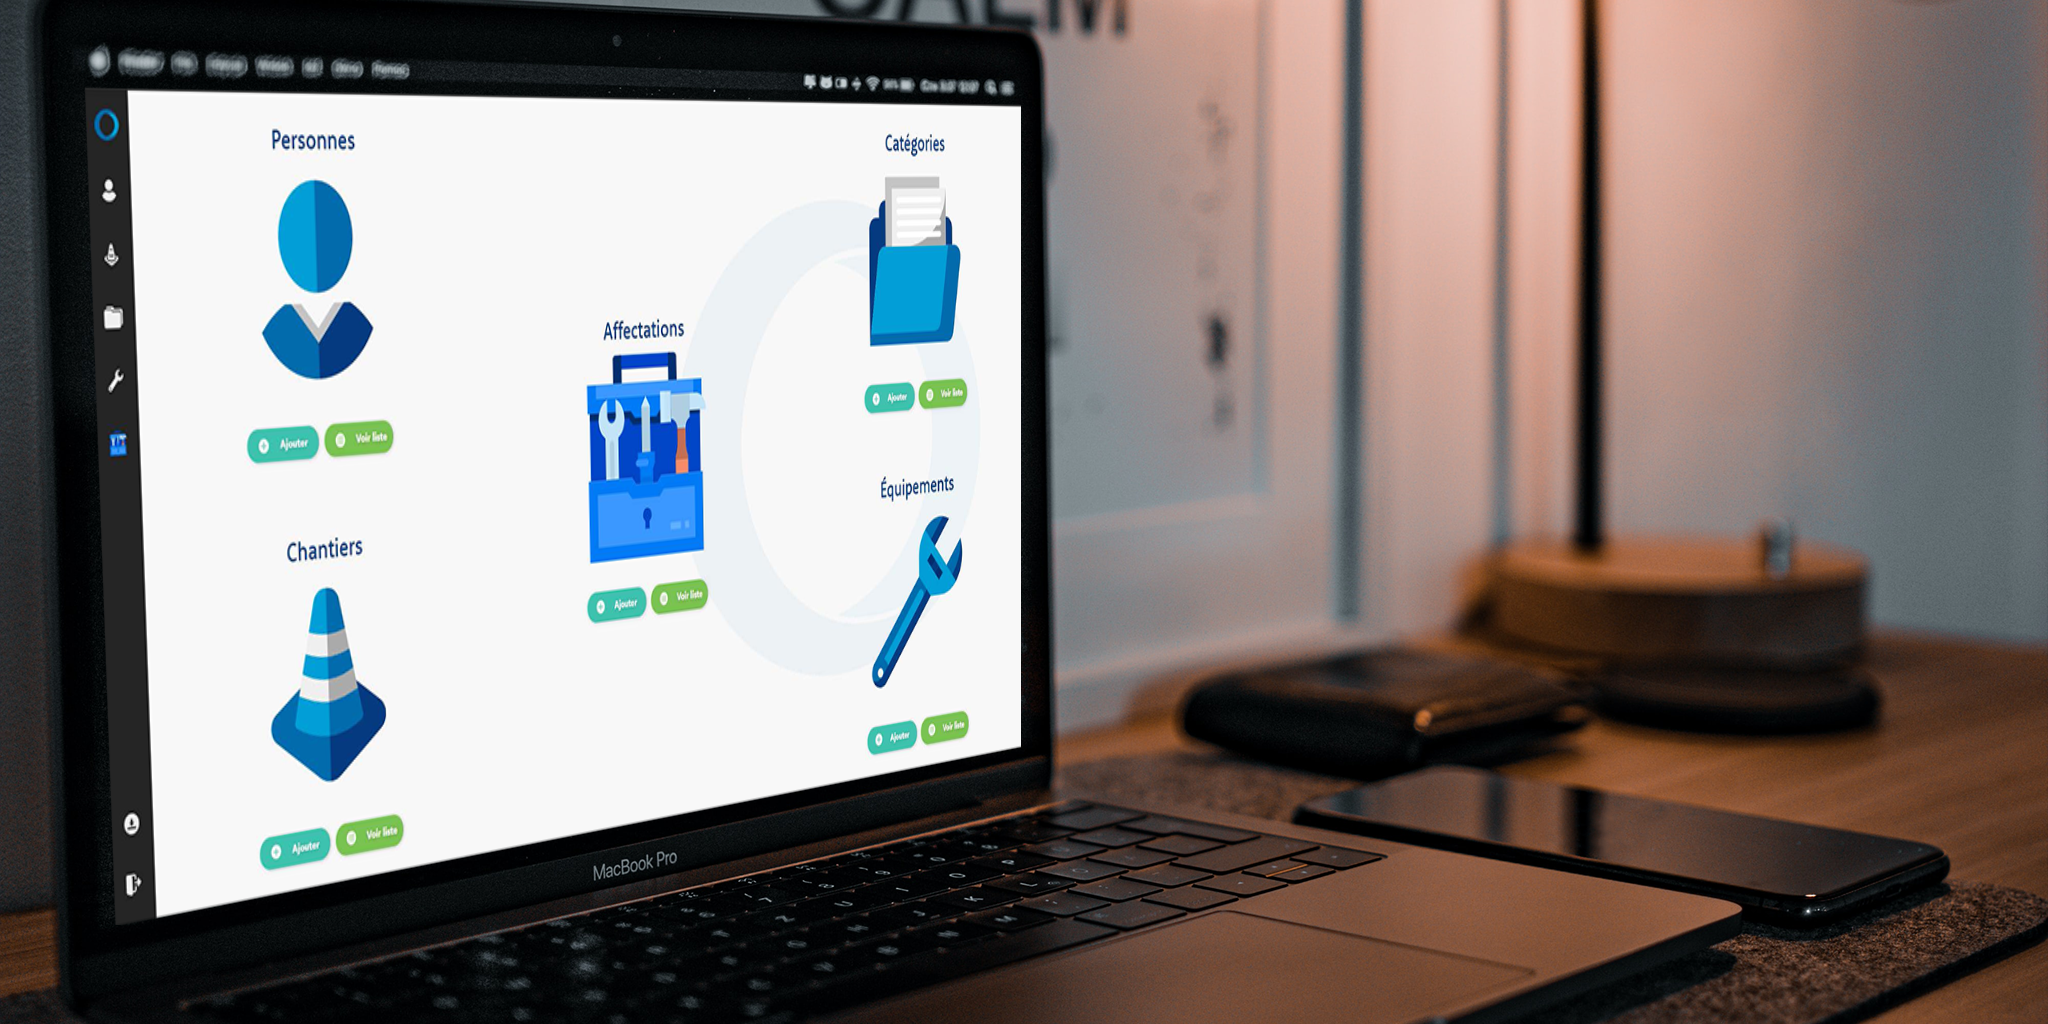 Personnes
Ajouter
Voir liste
Chantiers
Ajouter
Voir liste
Affectations
Ajouter
Voir liste
Catégories
Ajouter
Voir liste
Équipements
Ajouter
Voir liste
MacBook Pro